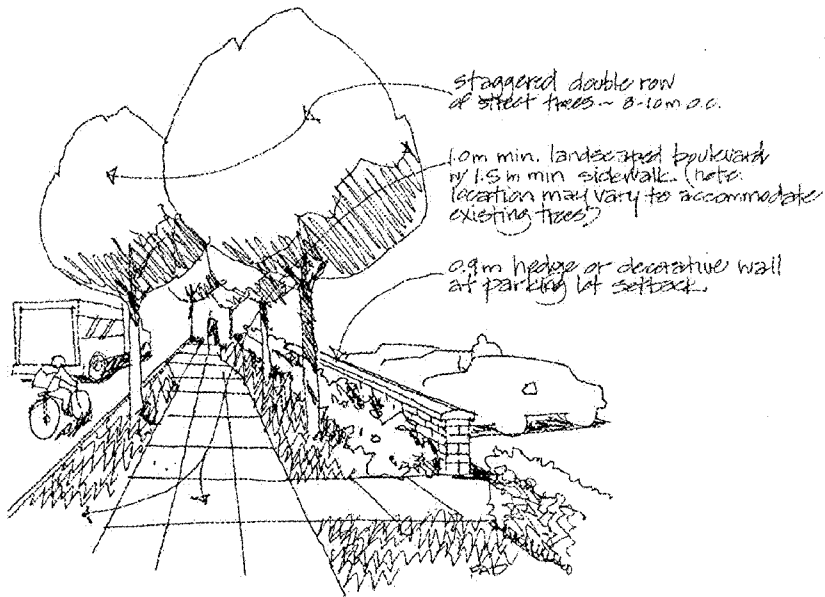 staggered double row
of street trees ~ 8-10m o.c.
1.0m min. landscaped boulevard
w/ 1.5m min sidewalk. (note:
location may vary to accommodate
existing trees)
0.9m hedge or decorative wall
at parking lot setback.